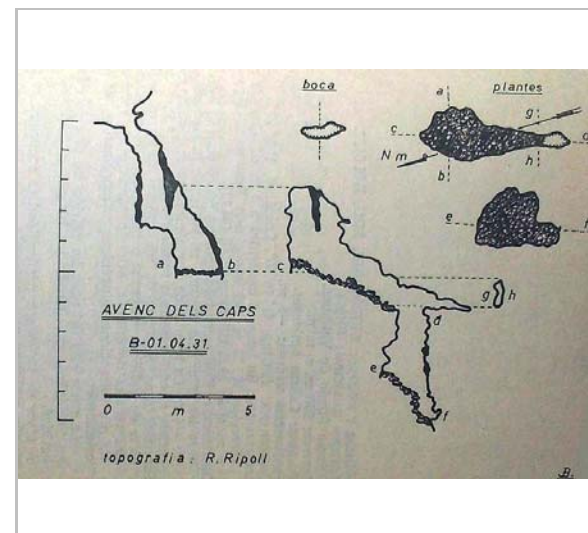 boca
plantes
a
g
c
d
N m
b
h
e
f
a
b
c
g
h
d
e
f
AVENC DELS CAPS
B-01.04.31
0 m 5
topografia: R. Ripoll